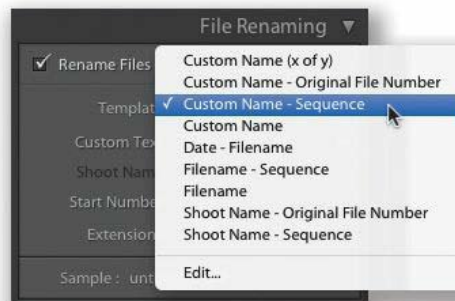 File Renaming ▼
✓ Rename Files
Custom Name (x of y)
Custom Name - Original File Number
✓ Custom Name - Sequence
Custom Name
Date - Filename
Filename - Sequence
Filename
Shoot Name - Original File Number
Shoot Name - Sequence
Edit...
Templat
Custom Tex
Shoot Nam
Start Numbe
Extension
Sample : unt